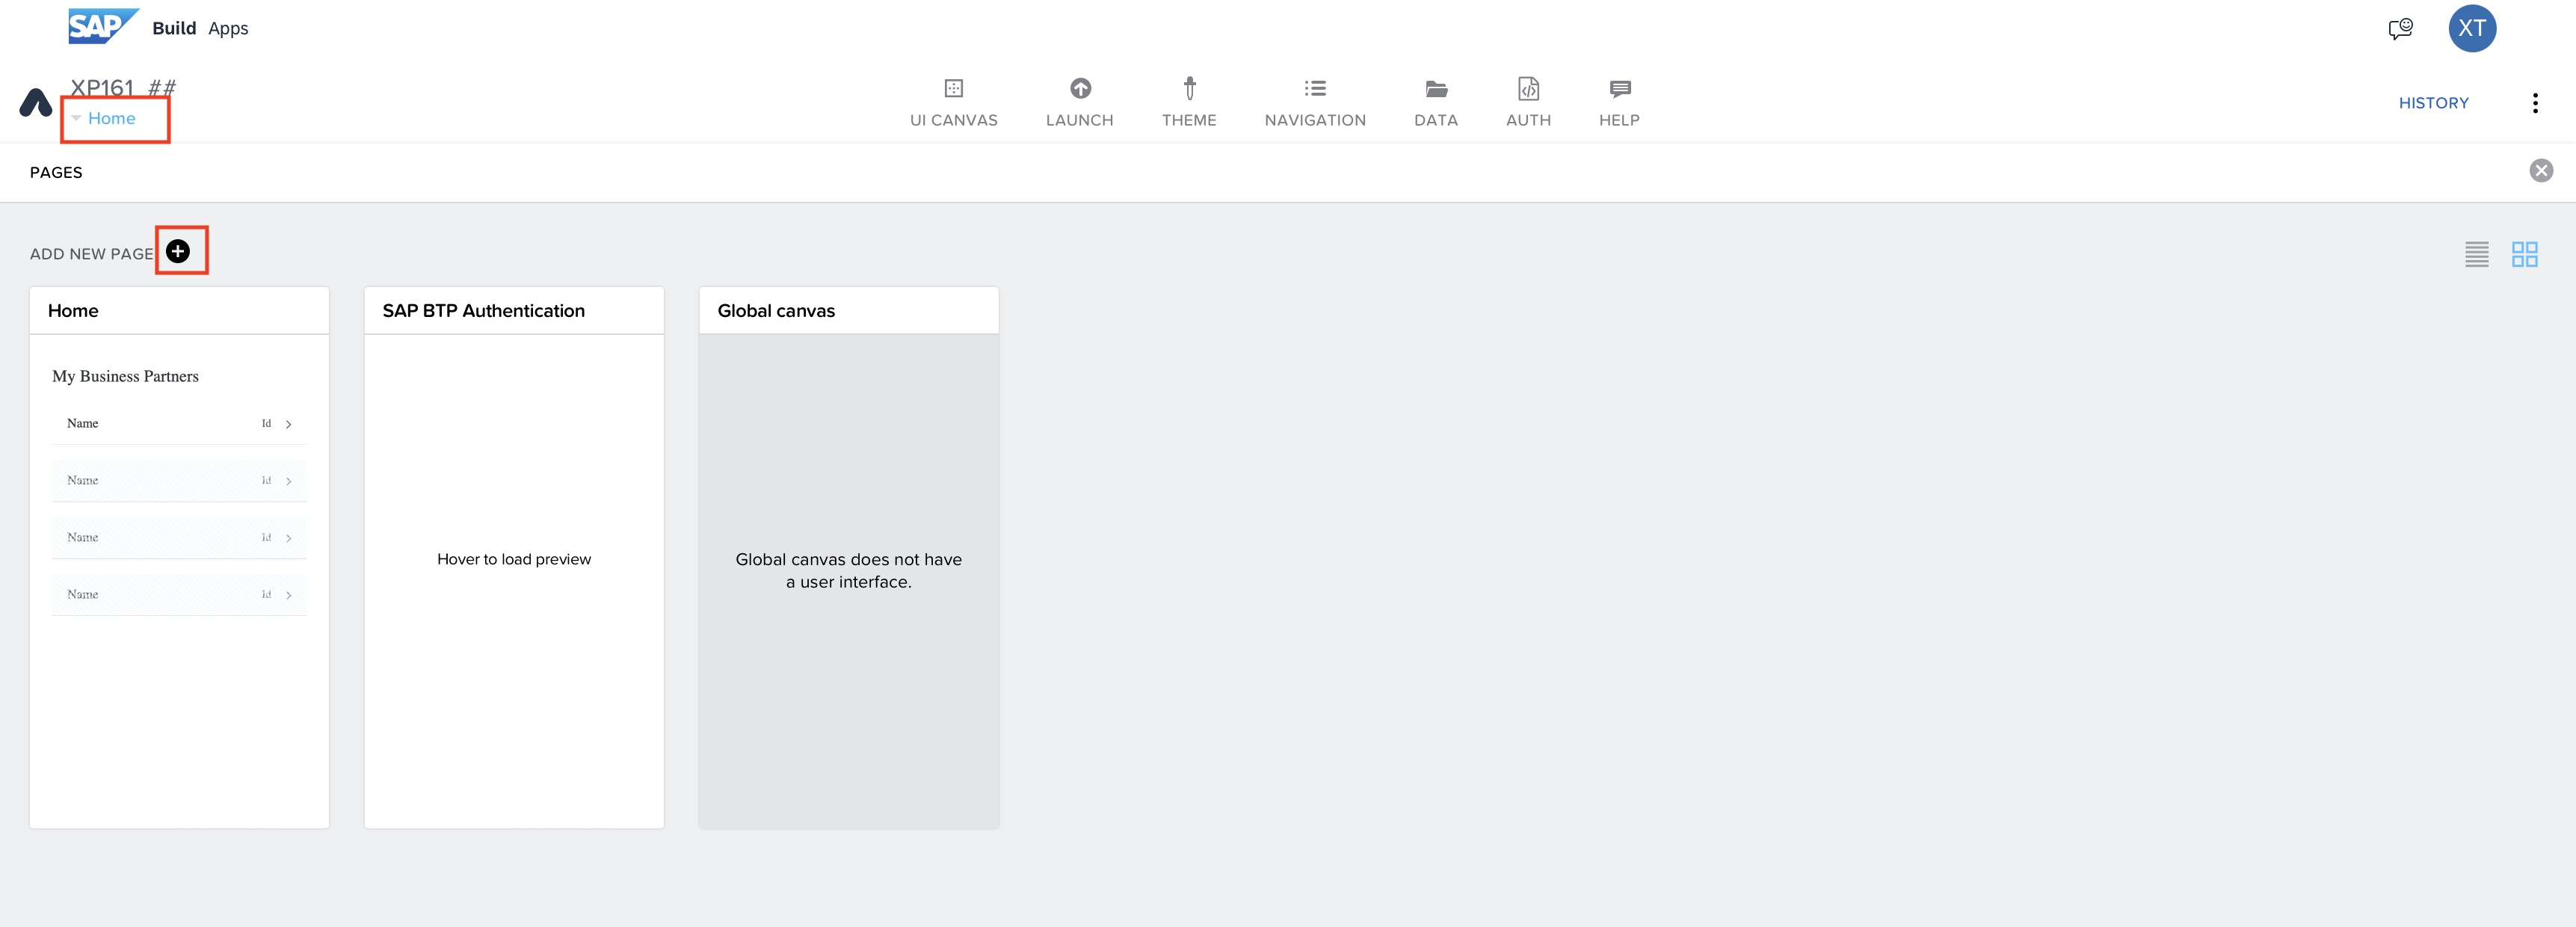 SAP Build Apps
XT
XP161_##
Home
UI CANVAS
LAUNCH
THEME
NAVIGATION
DATA
AUTH
HELP
HISTORY
PAGES
ADD NEW PAGE
Home
My Business Partners
Name Id
Name Id
Name Id
Name Id
SAP BTP Authentication
Hover to load preview
Global canvas
Global canvas does not have
a user interface.